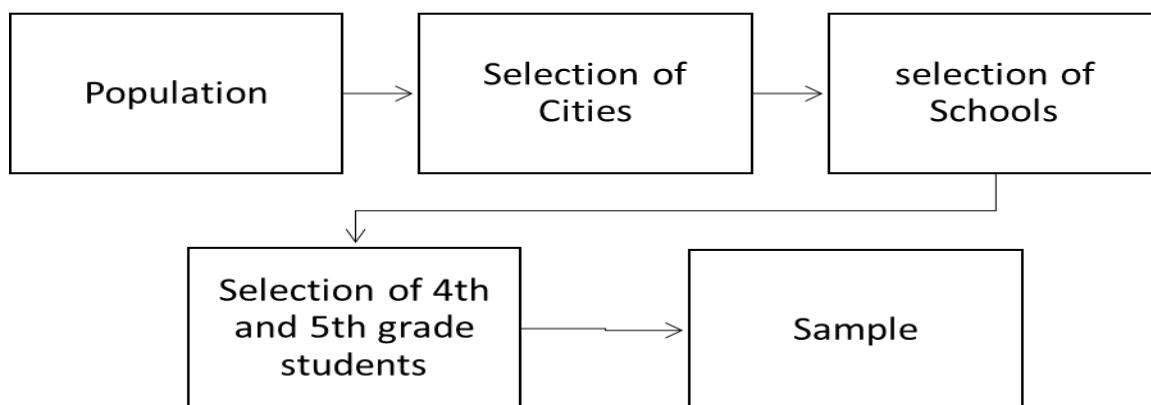 Population
Selection of
Cities
selection of
Schools
Selection of 4th
and 5th grade
students
Sample